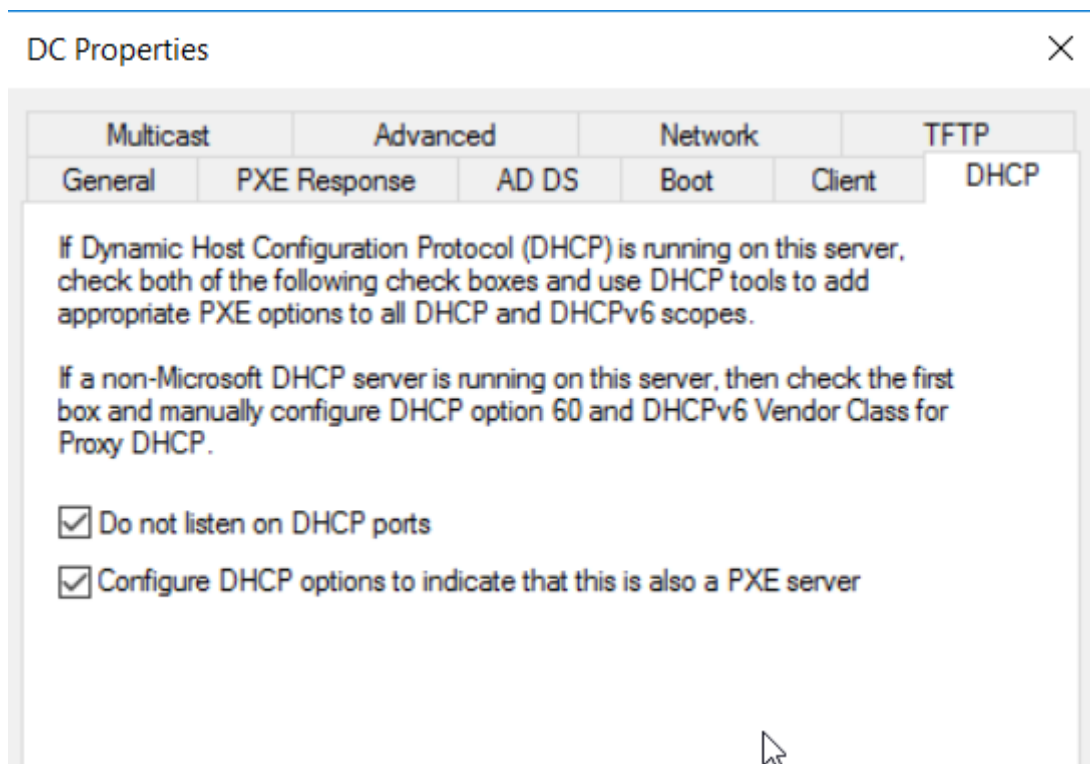 DC Properties
Multicast Advanced Network TFTP
General PXE Response AD DS Boot Client DHCP
If Dynamic Host Configuration Protocol (DHCP) is running on this server,
check both of the following check boxes and use DHCP tools to add
appropriate PXE options to all DHCP and DHCPv6 scopes.
If a non-Microsoft DHCP server is running on this server, then check the first
box and manually configure DHCP option 60 and DHCPv6 Vendor Class for
Proxy DHCP.
Do not listen on DHCP ports
Configure DHCP options to indicate that this is also a PXE server